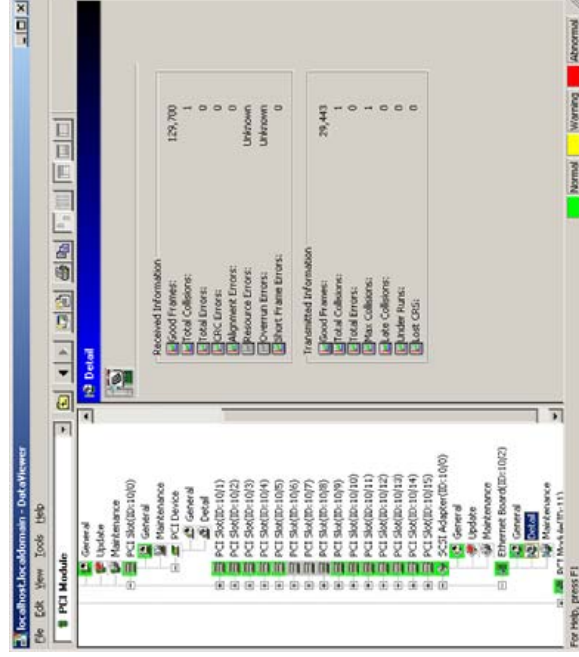 localhost.localdomain - DataViewer
File Edit View Tools Help
PCI Module
General
Update
Maintenance
PCI Slot(ID:10/0)
General
Maintenance
PCI Device
General
Detail
PCI Slot(ID:10/1)
PCI Slot(ID:10/2)
PCI Slot(ID:10/3)
PCI Slot(ID:10/4)
PCI Slot(ID:10/5)
PCI Slot(ID:10/6)
PCI Slot(ID:10/7)
PCI Slot(ID:10/8)
PCI Slot(ID:10/9)
PCI Slot(ID:10/10)
PCI Slot(ID:10/11)
PCI Slot(ID:10/12)
PCI Slot(ID:10/13)
PCI Slot(ID:10/14)
PCI Slot(ID:10/15)
SCSI Adapter(ID:10/0)
General
Update
Maintenance
Ethernet Board(ID:10/2)
General
Detail
Maintenance
PCI Module(ID:11)
Detail
Received Information
Good Frames: 129,700
Total Collisions: 1
Total Errors: 0
CRC Errors: 0
Alignment Errors: 0
Resource Errors: Unknown
Overrun Errors: Unknown
Short Frame Errors: 0
Transmitted Information
Good Frames: 29,443
Total Collisions: 1
Total Errors: 0
Max Collisions: 1
Late Collisions: 0
Under Runs: 0
Lost CRS: 0
For Help, press F1
Normal Warning Abnormal